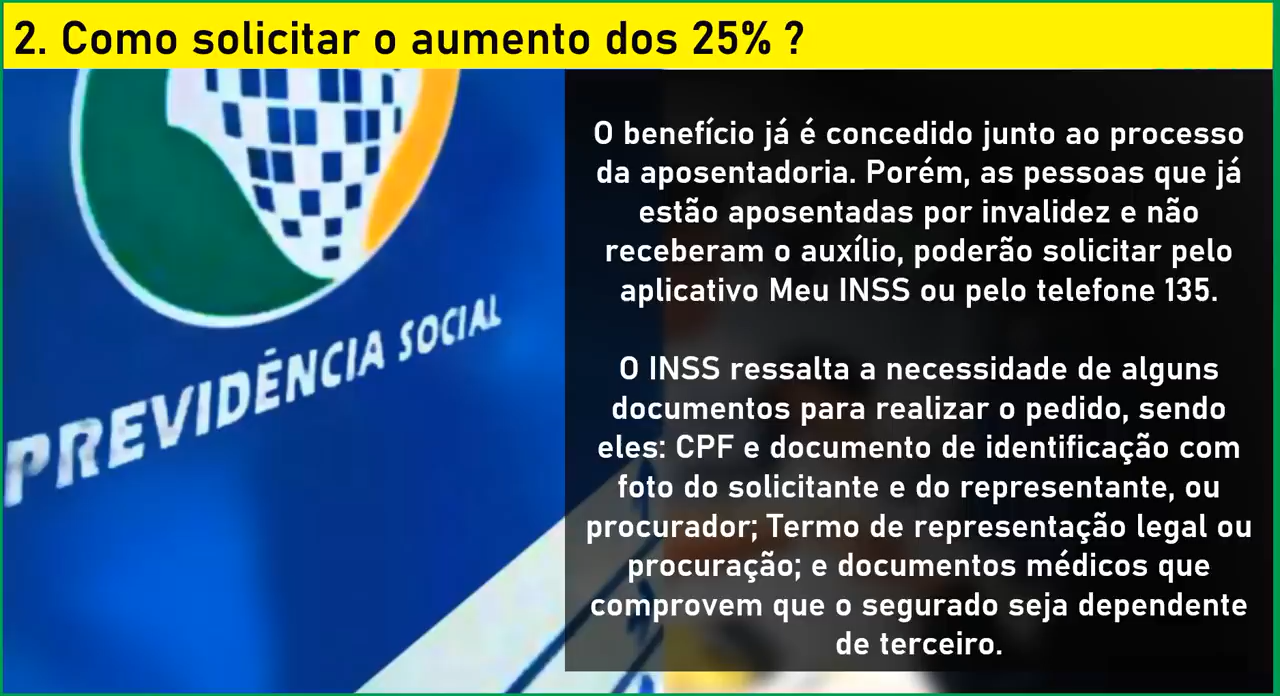 2. Como solicitar o aumento dos 25% ?
PREVIDÊNCIA SOCIAL
O benefício já é concedido junto ao processo
da aposentadoria. Porém, as pessoas que já
estão aposentadas por invalidez e não
receberam o auxílio, poderão solicitar pelo
aplicativo Meu INSS ou pelo telefone 135.
O INSS ressalta a necessidade de alguns
documentos para realizar o pedido, sendo
eles: CPF e documento de identificação com
foto do solicitante e do representante, ou
procurador; Termo de representação legal ou
procuração; e documentos médicos que
comprovem que o segurado seja dependente
de terceiro.